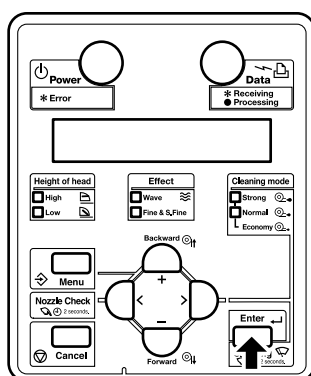 Power
Data
* Error
* Receiving
● Processing
Height of head
High
Low
Effect
Wave
Fine & S.Fine
Cleaning mode
Strong
Normal
Economy
Backward
Menu
+
< >
−
Nozzle Check
2 seconds.
Enter
Cancel
Forward
2 seconds.